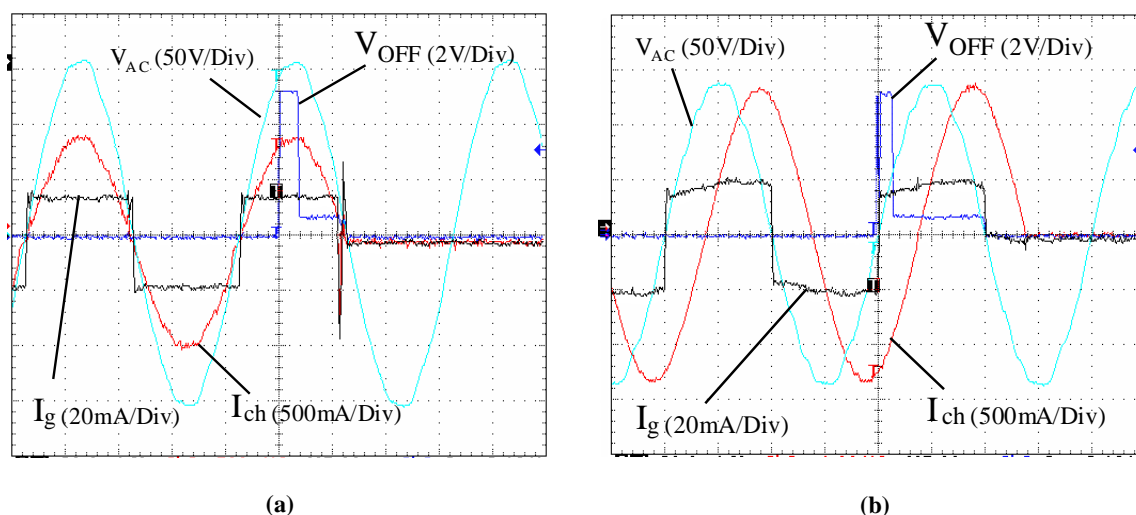 V_AC (50V/Div)
V_OFF (2V/Div)
I_g (20mA/Div)
I_ch (500mA/Div)
(a)
V_AC (50V/Div)
V_OFF (2V/Div)
I_g (20mA/Div)
I_ch (500mA/Div)
(b)